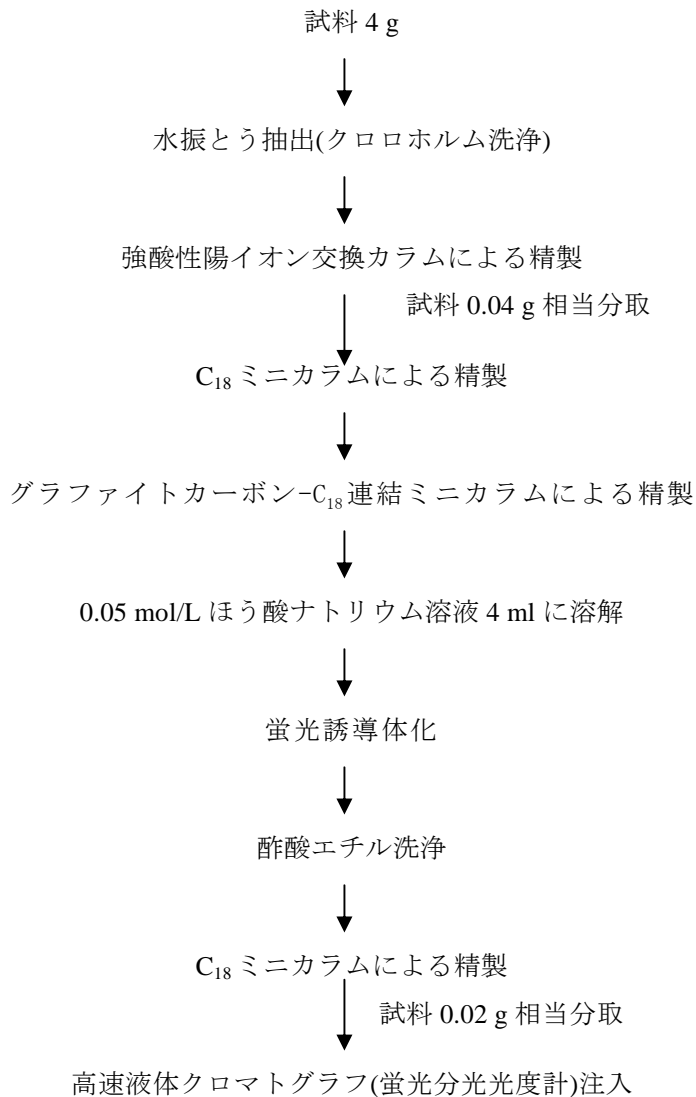 試料 4 g
水振とう抽出(クロロホルム洗浄)
強酸性陽イオン交換カラムによる精製
試料 0.04 g 相当分取
C₁₈ ミニカラムによる精製
グラファイトカーボン-C₁₈連結ミニカラムによる精製
0.05 mol/L ほう酸ナトリウム溶液 4 ml に溶解
蛍光誘導体化
酢酸エチル洗浄
C₁₈ ミニカラムによる精製
試料 0.02 g 相当分取
高速液体クロマトグラフ(蛍光分光光度計)注入